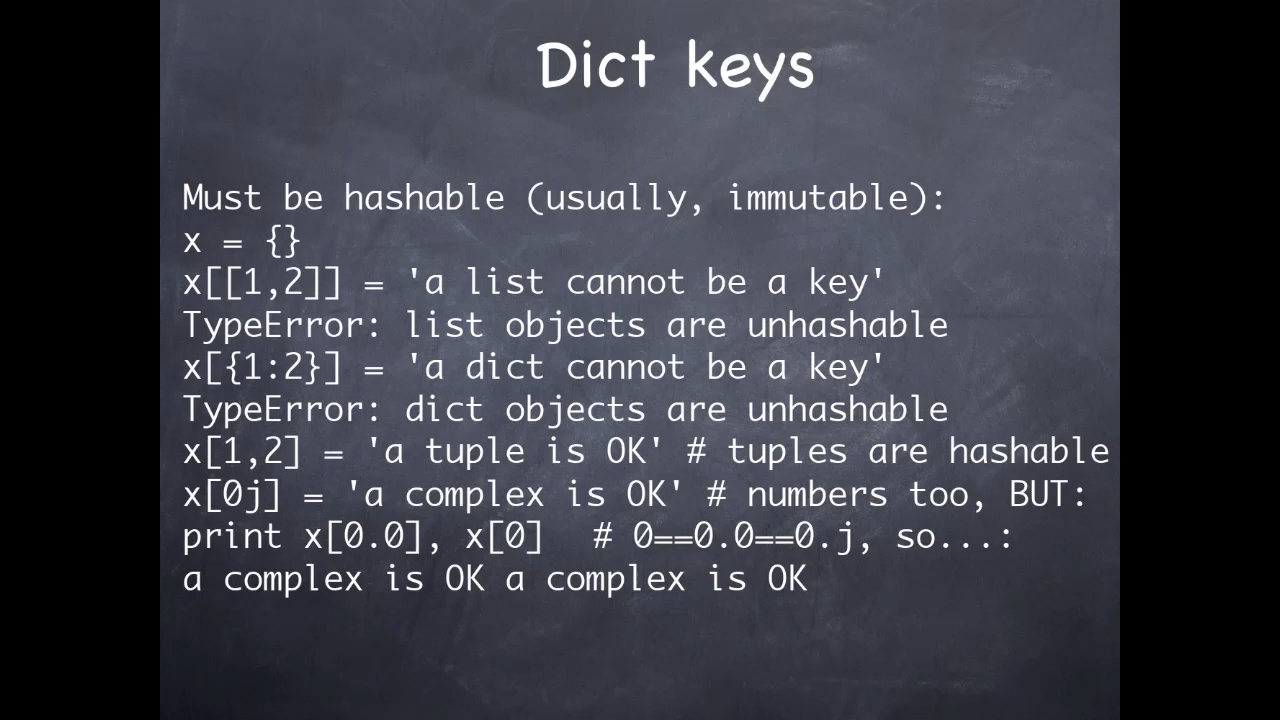 Dict keys
Must be hashable (usually, immutable):
x = {}
x[[1,2]] = 'a list cannot be a key'
TypeError: list objects are unhashable
x[{1:2}] = 'a dict cannot be a key'
TypeError: dict objects are unhashable
x[1,2] = 'a tuple is OK' # tuples are hashable
x[0j] = 'a complex is OK' # numbers too, BUT:
print x[0.0], x[0]  # 0==0.0==0.j, so...:
a complex is OK a complex is OK